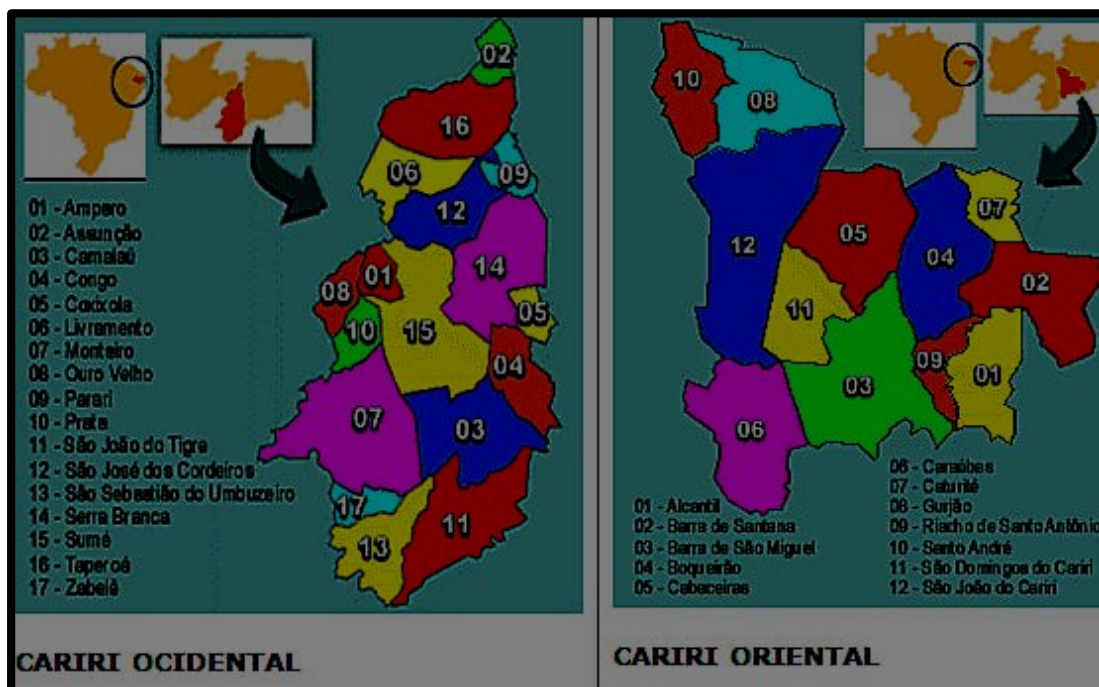 02
16
06
09
12
14
01
08
05
10
15
04
07
03
17
11
13
01 - Amparo
02 - Assunção
03 - Camalaú
04 - Congo
05 - Coxixola
06 - Livramento
07 - Monteiro
08 - Ouro Velho
09 - Parari
10 - Prata
11 - São João do Tigre
12 - São José dos Cordeiros
13 - São Sebastião do Umbuzeiro
14 - Serra Branca
15 - Sumé
16 - Taperoá
17 - Zabelê
CARIRI OCIDENTAL
10
08
07
05
12
04
02
11
09
01
03
06
01 - Alcantil
02 - Barra de Santana
03 - Barra de São Miguel
04 - Boqueirão
05 - Cabaceiras
06 - Caraúbas
07 - Caturité
08 - Gurjão
09 - Riacho de Santo Antônio
10 - Santo André
11 - São Domingos do Cariri
12 - São João do Cariri
CARIRI ORIENTAL